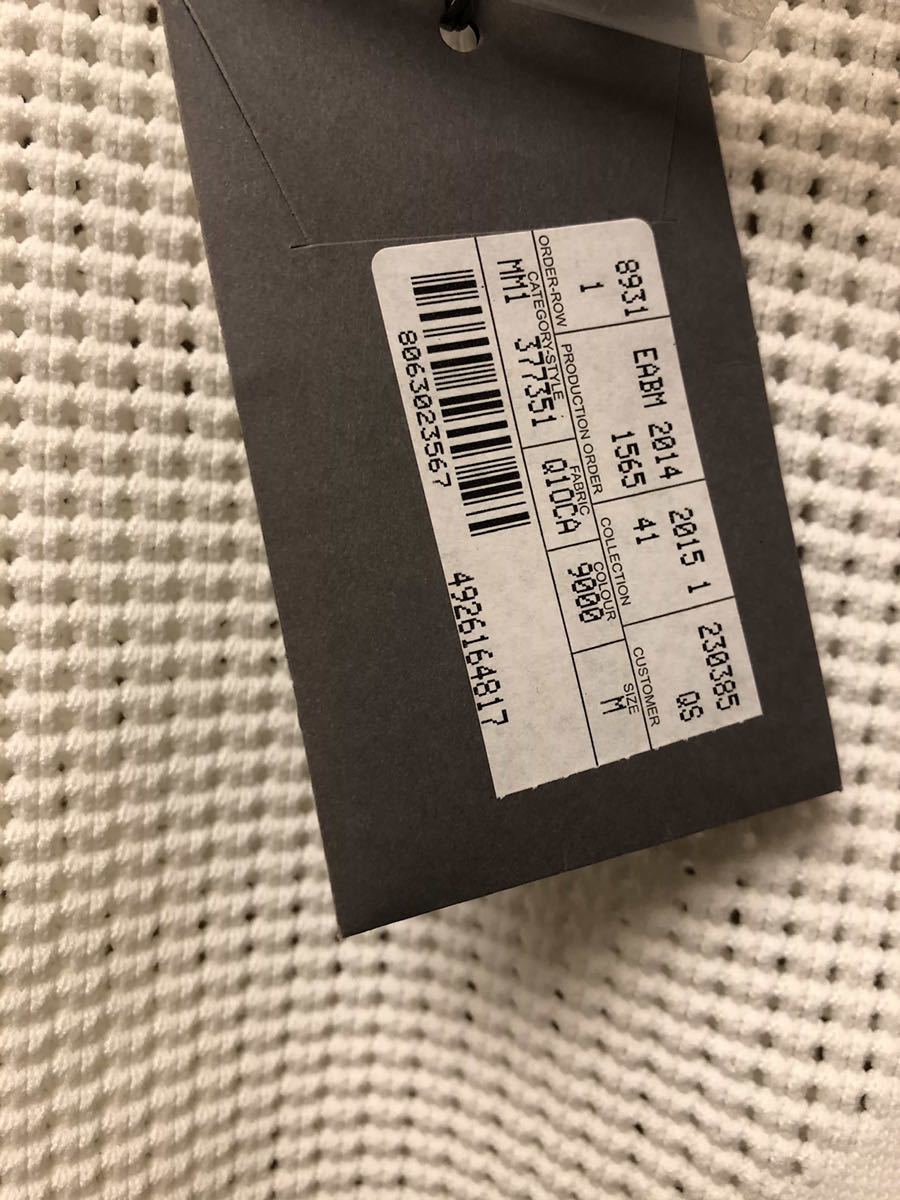 8931 EABM 2014 2015 1 230385
1 1565 41 QS
ORDER-ROW PRODUCTION ORDER COLLECTION CUSTOMER
CATEGORY-STYLE FABRIC COLOUR SIZE
MM1 377351 Q10CA 9000 M
8063023567 4926164817